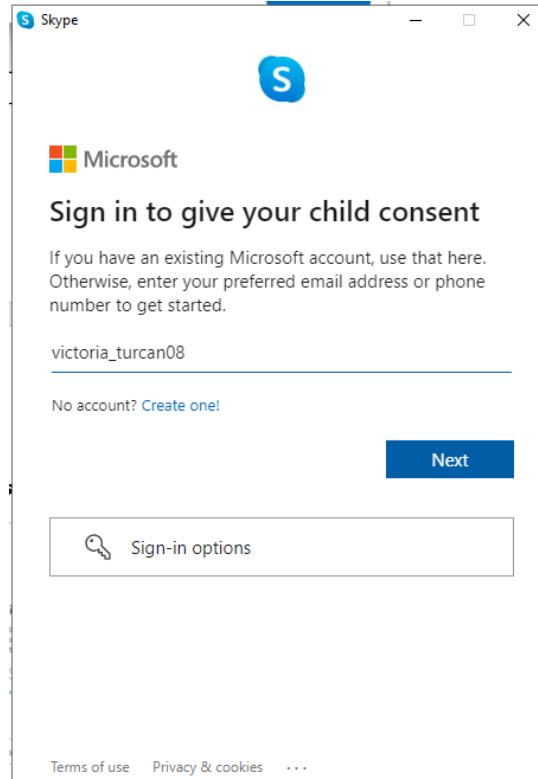 Skype
Microsoft
Sign in to give your child consent
If you have an existing Microsoft account, use that here.
Otherwise, enter your preferred email address or phone
number to get started.
victoria_turcan08
No account? Create one!
Next
Sign-in options
Terms of use Privacy & cookies ...